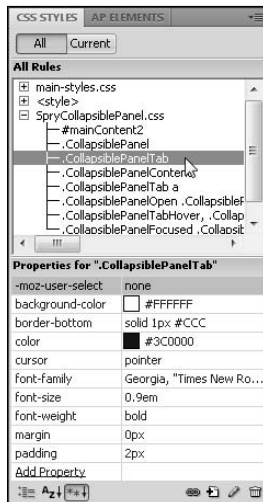 CSS STYLES AP ELEMENTS
All Current
All Rules
main-styles.css
<style>
SpryCollapsiblePanel.css
#mainContent2
.CollapsiblePanel
.CollapsiblePanelTab
.CollapsiblePanelContent
.CollapsiblePanelTab a
.CollapsiblePanelOpen .CollapsibleF
.CollapsiblePanelTabHover, .Collap
.CollapsiblePanelFocused .Collapsib
Properties for ".CollapsiblePanelTab"
-moz-user-select none
background-color #FFFFFF
border-bottom solid 1px #CCC
color #3C0000
cursor pointer
font-family Georgia, "Times New Ro...
font-size 0.9em
font-weight bold
margin 0px
padding 2px
Add Property
Az **